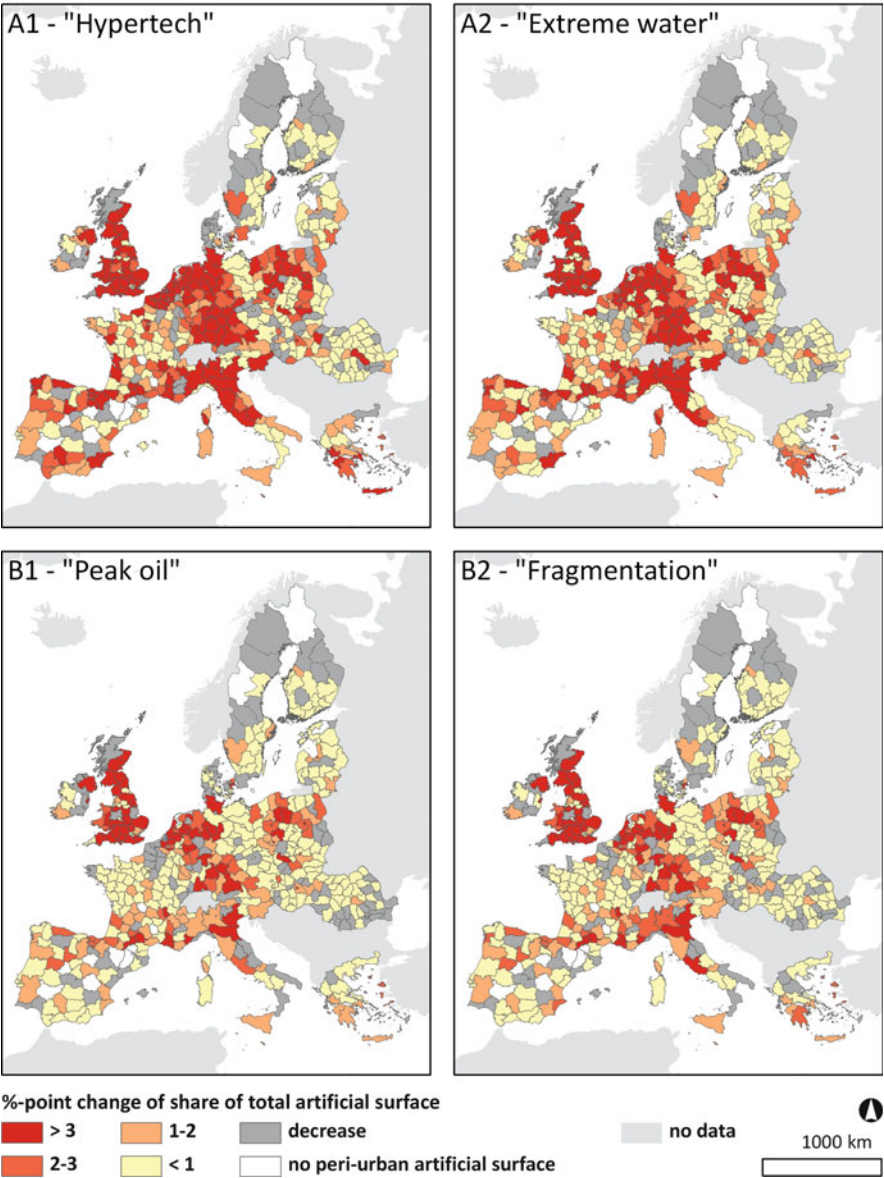 A1 - "Hypertech"
A2 - "Extreme water"
B1 - "Peak oil"
B2 - "Fragmentation"
%-point change of share of total artificial surface
> 3
1-2
decrease
no data
2-3
< 1
no peri-urban artificial surface
1000 km